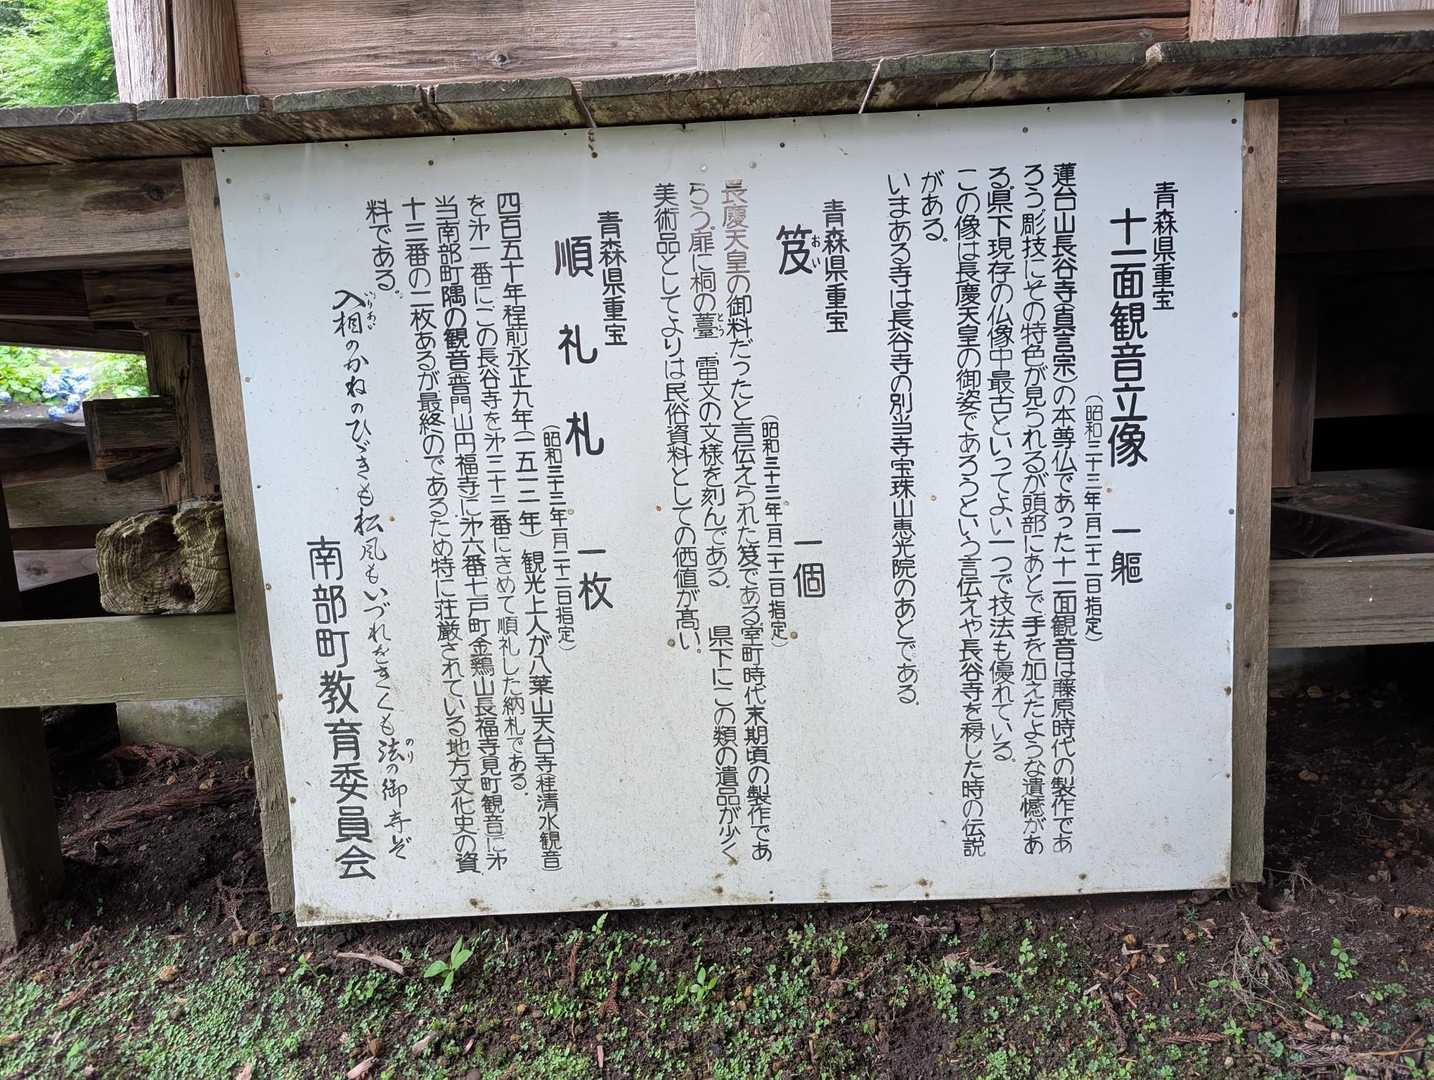 青森県重宝
十一面観音立像　一軀
（昭和三十三年一月二十二日指定）
蓮台山長谷寺（真言宗）の本尊仏であった十一面観音は藤原時代の製作であ
ろう彫技にその特色が見られるが頭部にあとで手を加えたような遺憾があ
る。県下現存の仏像中最古といってよい一つで技法も優れている。
この像は長慶天皇の御姿であろうという言伝えや長谷寺を穫した時の伝説
がある。
いまある寺は長谷寺の別当寺宝珠山恵光院のあとである。
青森県重宝
笈　一個
おい
（昭和三十三年一月二十二日指定）
長慶天皇の御料だったと言伝えられた笈である室町時代末期頃の製作であ
ろう。扉に桐の薹、雷文の文様を刻んである。　県下にこの類の遺品が少く
とう
美術品としてよりは民俗資料としての価値が高い。
青森県重宝
順礼札　一枚
（昭和三十三年一月二十二日指定）
四百五十年程前永正九年（一五一二年）観光上人が八葉山天台寺桂清水観音
を㐧一番にこの長谷寺を㐧三十三番にきめて順礼した納札である。
当南部町隅の観音普門山円福寺に㐧六番七戸町金鶏山長福寺見町観音に㐧
十三番の二枚あるが最終のであるため特に荘厳されている地方文化史の資
料である。
入相のかねのひゞきも松風もいづれをきくも法の御寺ぞ
いりあい
のり
南部町教育委員会